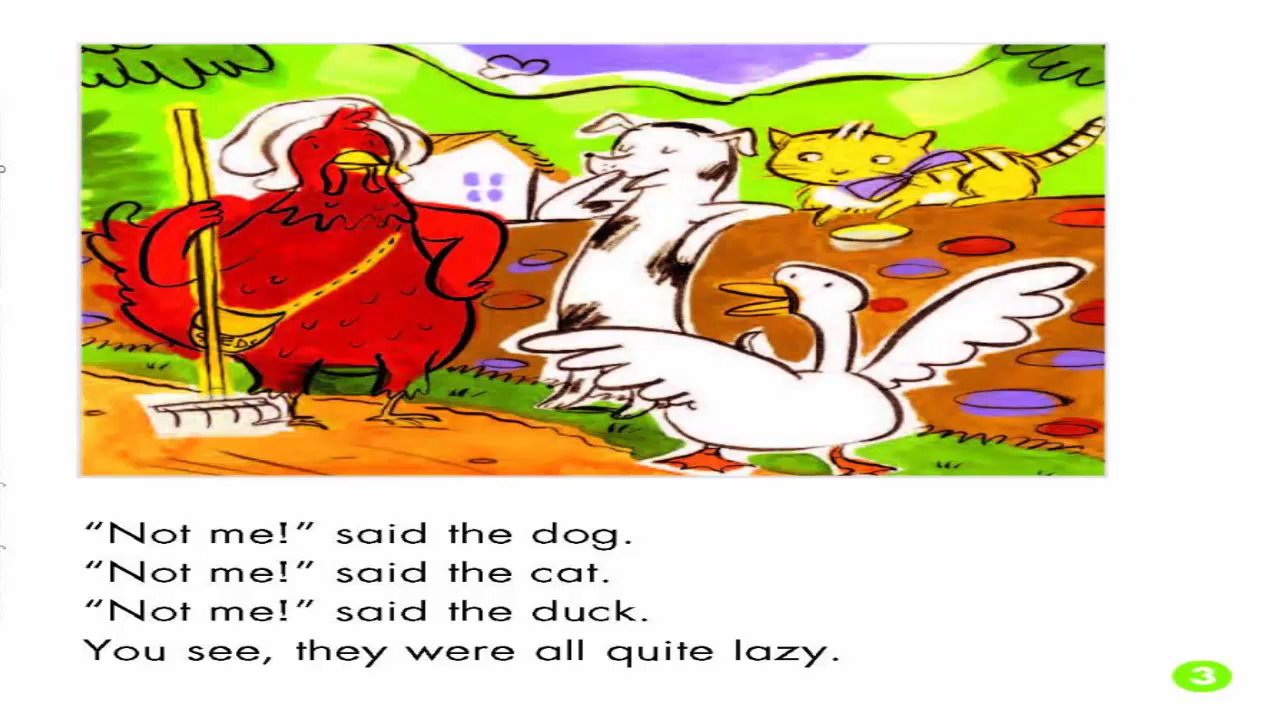 SEEDS
“Not me!” said the dog.
“Not me!” said the cat.
“Not me!” said the duck.
You see, they were all quite lazy.
3